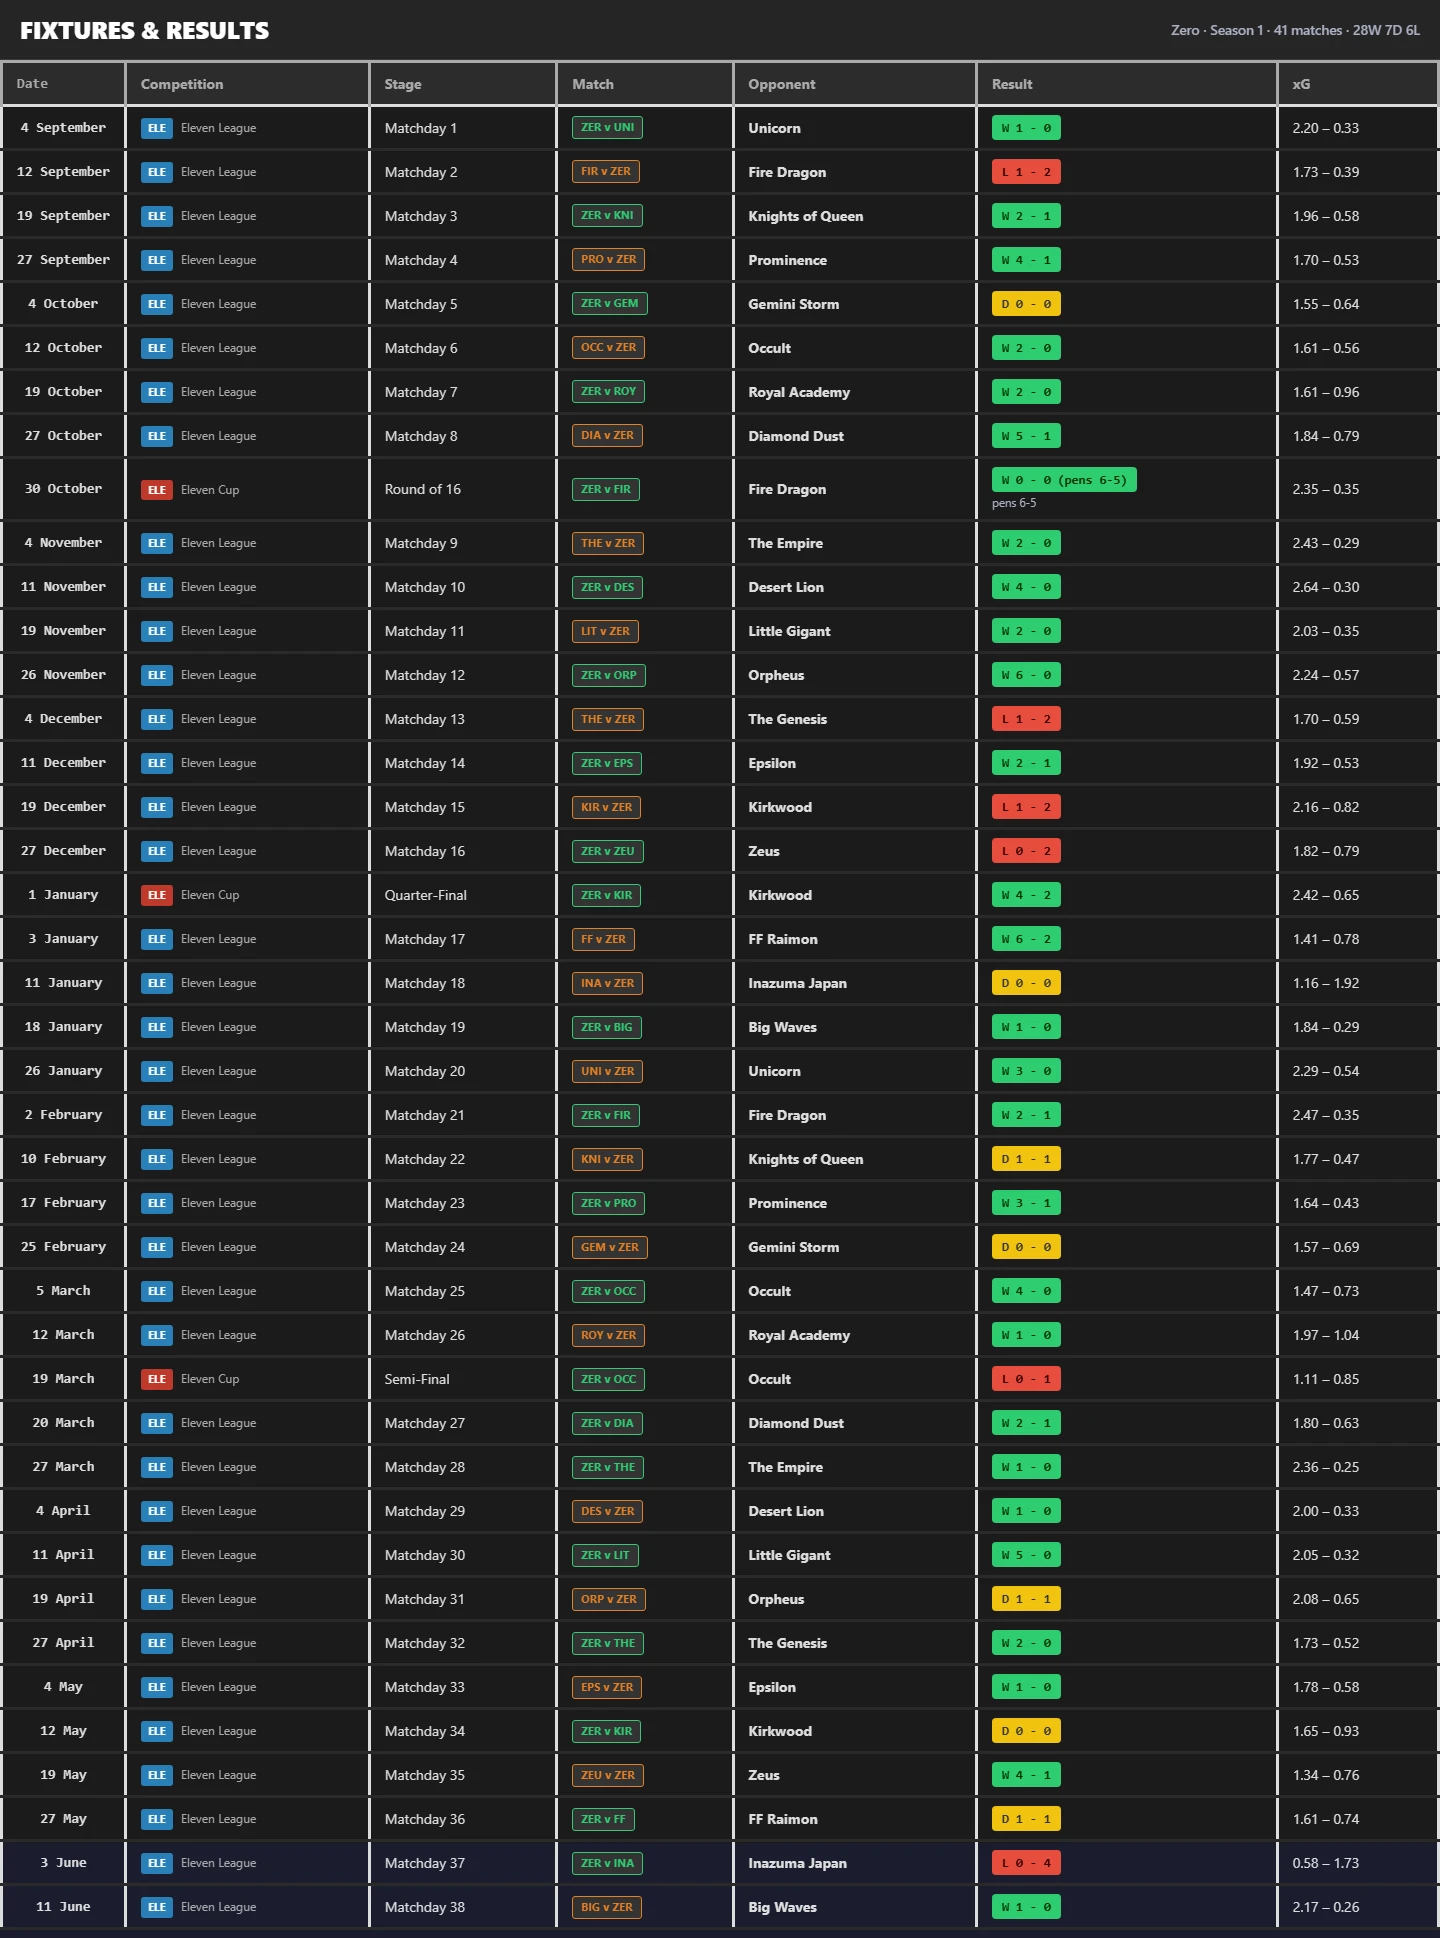 FIXTURES & RESULTS
Zero · Season 1 · 41 matches · 28W 7D 6L
Date Competition Stage Match Opponent Result xG
4 September ELE Eleven League Matchday 1 ZER v UNI Unicorn W 1 - 0 2.20 – 0.33
12 September ELE Eleven League Matchday 2 FIR v ZER Fire Dragon L 1 - 2 1.73 – 0.39
19 September ELE Eleven League Matchday 3 ZER v KNI Knights of Queen W 2 - 1 1.96 – 0.58
27 September ELE Eleven League Matchday 4 PRO v ZER Prominence W 4 - 1 1.70 – 0.53
4 October ELE Eleven League Matchday 5 ZER v GEM Gemini Storm D 0 - 0 1.55 – 0.64
12 October ELE Eleven League Matchday 6 OCC v ZER Occult W 2 - 0 1.61 – 0.56
19 October ELE Eleven League Matchday 7 ZER v ROY Royal Academy W 2 - 0 1.61 – 0.96
27 October ELE Eleven League Matchday 8 DIA v ZER Diamond Dust W 5 - 1 1.84 – 0.79
30 October ELE Eleven Cup Round of 16 ZER v FIR Fire Dragon W 0 - 0 (pens 6-5) 2.35 – 0.35
pens 6-5
4 November ELE Eleven League Matchday 9 THE v ZER The Empire W 2 - 0 2.43 – 0.29
11 November ELE Eleven League Matchday 10 ZER v DES Desert Lion W 4 - 0 2.64 – 0.30
19 November ELE Eleven League Matchday 11 LIT v ZER Little Gigant W 2 - 0 2.03 – 0.35
26 November ELE Eleven League Matchday 12 ZER v ORP Orpheus W 6 - 0 2.24 – 0.57
4 December ELE Eleven League Matchday 13 THE v ZER The Genesis L 1 - 2 1.70 – 0.59
11 December ELE Eleven League Matchday 14 ZER v EPS Epsilon W 2 - 1 1.92 – 0.53
19 December ELE Eleven League Matchday 15 KIR v ZER Kirkwood L 1 - 2 2.16 – 0.82
27 December ELE Eleven League Matchday 16 ZER v ZEU Zeus L 0 - 2 1.82 – 0.79
1 January ELE Eleven Cup Quarter-Final ZER v KIR Kirkwood W 4 - 2 2.42 – 0.65
3 January ELE Eleven League Matchday 17 FF v ZER FF Raimon W 6 - 2 1.41 – 0.78
11 January ELE Eleven League Matchday 18 INA v ZER Inazuma Japan D 0 - 0 1.16 – 1.92
18 January ELE Eleven League Matchday 19 ZER v BIG Big Waves W 1 - 0 1.84 – 0.29
26 January ELE Eleven League Matchday 20 UNI v ZER Unicorn W 3 - 0 2.29 – 0.54
2 February ELE Eleven League Matchday 21 ZER v FIR Fire Dragon W 2 - 1 2.47 – 0.35
10 February ELE Eleven League Matchday 22 KNI v ZER Knights of Queen D 1 - 1 1.77 – 0.47
17 February ELE Eleven League Matchday 23 ZER v PRO Prominence W 3 - 1 1.64 – 0.43
25 February ELE Eleven League Matchday 24 GEM v ZER Gemini Storm D 0 - 0 1.57 – 0.69
5 March ELE Eleven League Matchday 25 ZER v OCC Occult W 4 - 0 1.47 – 0.73
12 March ELE Eleven League Matchday 26 ROY v ZER Royal Academy W 1 - 0 1.97 – 1.04
19 March ELE Eleven Cup Semi-Final ZER v OCC Occult L 0 - 1 1.11 – 0.85
20 March ELE Eleven League Matchday 27 ZER v DIA Diamond Dust W 2 - 1 1.80 – 0.63
27 March ELE Eleven League Matchday 28 ZER v THE The Empire W 1 - 0 2.36 – 0.25
4 April ELE Eleven League Matchday 29 DES v ZER Desert Lion W 1 - 0 2.00 – 0.33
11 April ELE Eleven League Matchday 30 ZER v LIT Little Gigant W 5 - 0 2.05 – 0.32
19 April ELE Eleven League Matchday 31 ORP v ZER Orpheus D 1 - 1 2.08 – 0.65
27 April ELE Eleven League Matchday 32 ZER v THE The Genesis W 2 - 0 1.73 – 0.52
4 May ELE Eleven League Matchday 33 EPS v ZER Epsilon W 1 - 0 1.78 – 0.58
12 May ELE Eleven League Matchday 34 ZER v KIR Kirkwood D 0 - 0 1.65 – 0.93
19 May ELE Eleven League Matchday 35 ZEU v ZER Zeus W 4 - 1 1.34 – 0.76
27 May ELE Eleven League Matchday 36 ZER v FF FF Raimon D 1 - 1 1.61 – 0.74
3 June ELE Eleven League Matchday 37 ZER v INA Inazuma Japan L 0 - 4 0.58 – 1.73
11 June ELE Eleven League Matchday 38 BIG v ZER Big Waves W 1 - 0 2.17 – 0.26